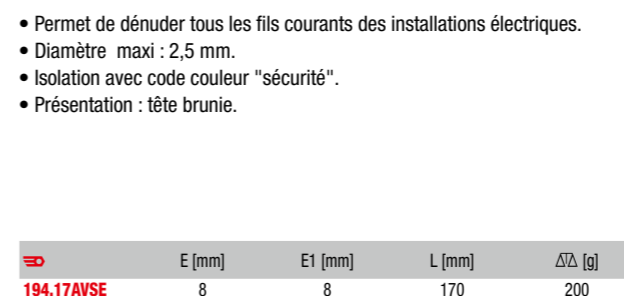 • Permet de dénuder tous les fils courants des installations électriques.
• Diamètre  maxi : 2,5 mm.
• Isolation avec code couleur "sécurité".
• Présentation : tête brunie.
E [mm] E1 [mm] L [mm] [g]
194.17AVSE 8 8 170 200